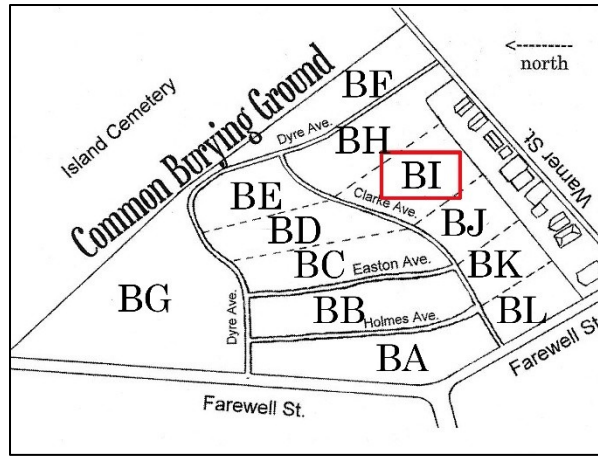 <---------
north
Island Cemetery
Common Burying Ground
BF
Dyre Ave.
BH
Warner St.
BI
BE
Clarke Ave.
BJ
BD
BC
Easton Ave.
BK
BG
Dyre Ave.
BB
Holmes Ave.
BL
BA
Farewell St.
Farewell St.